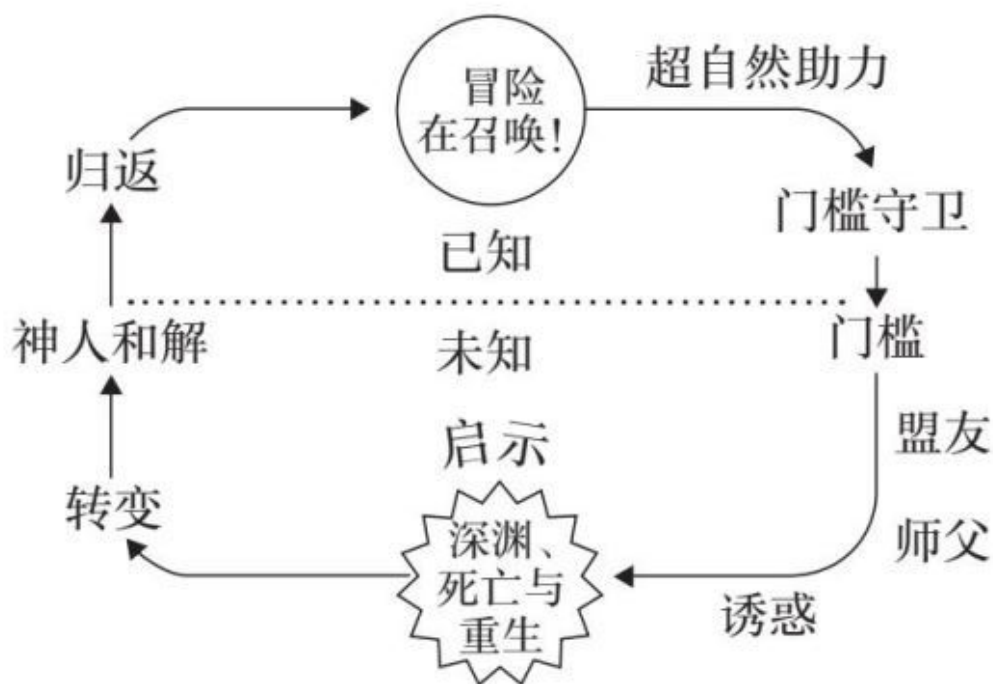 冒险
在召唤!
超自然助力
归返
门槛守卫
已知
神人和解
未知
门槛
启示
盟友
转变
深渊、
死亡与
重生
师父
诱惑